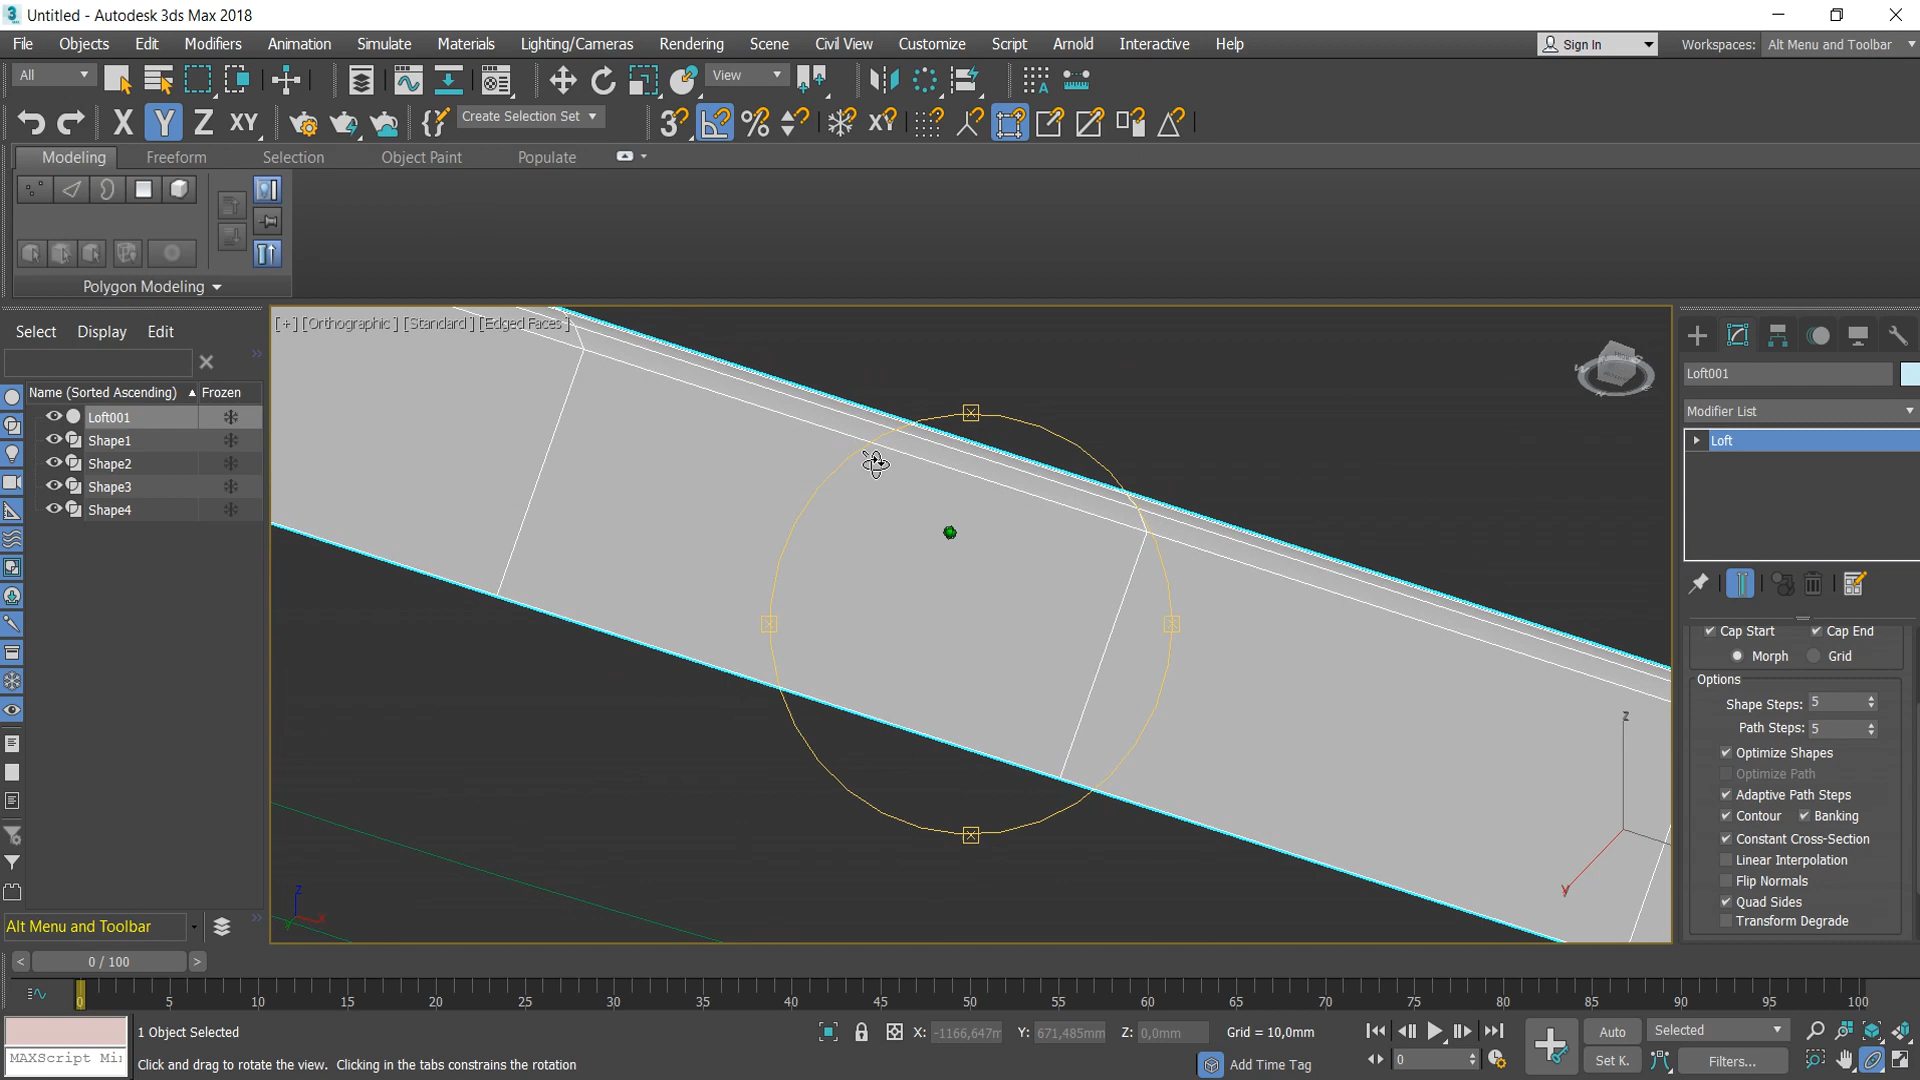 Untitled - Autodesk 3ds Max 2018
File Objects Edit Modifiers Animation Simulate Materials Lighting/Cameras Rendering Scene Civil View Customize Script Arnold Interactive Help
Sign In Workspaces: Alt Menu and Toolbar
All View
X Y Z XY Create Selection Set 3 % XY
Modeling Freeform Selection Object Paint Populate
Polygon Modeling
Select Display Edit
[+] [Orthographic] [Standard] [Edged Faces]
Name (Sorted Ascending) Frozen
Loft001
Shape1
Shape2
Shape3
Shape4
Loft001
Modifier List
Loft
Cap Start Cap End
Morph Grid
Options
Shape Steps: 5
Path Steps: 5
Optimize Shapes
Optimize Path
Adaptive Path Steps
Contour Banking
Constant Cross-Section
Linear Interpolation
Flip Normals
Quad Sides
Transform Degrade
z
y
z
x
y
Alt Menu and Toolbar
0 / 100
0 5 10 15 20 25 30 35 40 45 50 55 60 65 70 75 80 85 90 95 100
1 Object Selected X: -1166,647m Y: 671,485mm Z: 0,0mm Grid = 10,0mm Auto Selected
MAXScript Mi Click and drag to rotate the view. Clicking in the tabs constrains the rotation Add Time Tag 0 Set K. Filters...